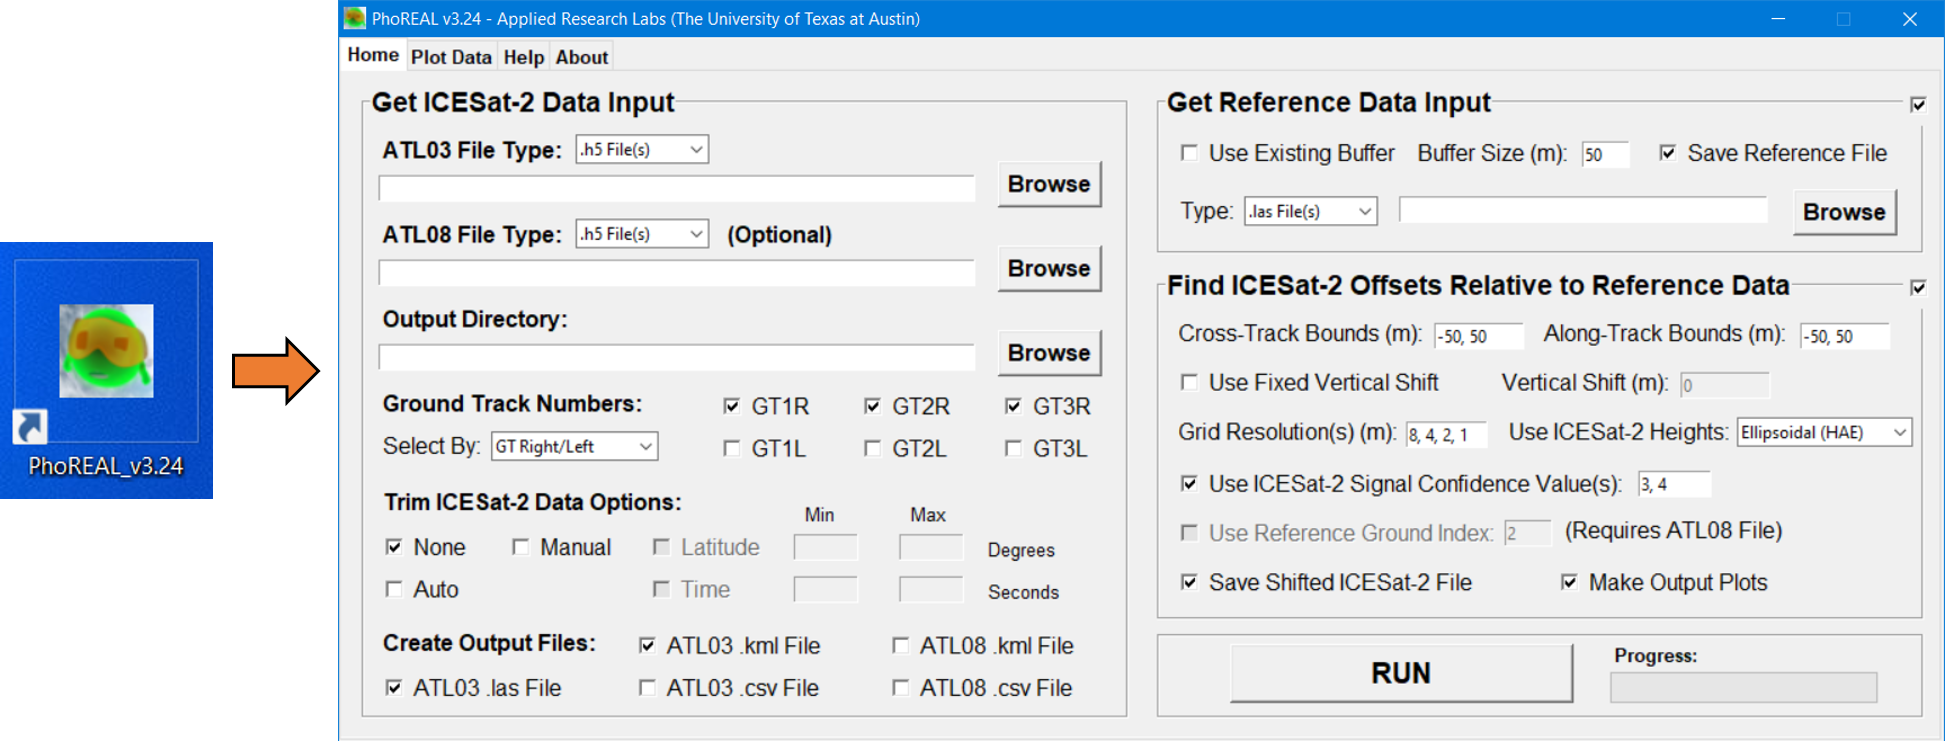 PhoREAL_v3.24
PhoREAL v3.24 - Applied Research Labs (The University of Texas at Austin)
Home Plot Data Help About
Get ICESat-2 Data Input
ATL03 File Type: .h5 File(s)
Browse
ATL08 File Type: .h5 File(s) (Optional)
Browse
Output Directory:
Browse
Ground Track Numbers: GT1R GT2R GT3R
Select By: GT Right/Left GT1L GT2L GT3L
Trim ICESat-2 Data Options:
Min Max
None Manual Latitude Degrees
Auto Time Seconds
Create Output Files: ATL03 .kml File ATL08 .kml File
ATL03 .las File ATL03 .csv File ATL08 .csv File
Get Reference Data Input
Use Existing Buffer Buffer Size (m): 50 Save Reference File
Type: .las File(s) Browse
Find ICESat-2 Offsets Relative to Reference Data
Cross-Track Bounds (m): -50, 50 Along-Track Bounds (m): -50, 50
Use Fixed Vertical Shift Vertical Shift (m): 0
Grid Resolution(s) (m): 8, 4, 2, 1 Use ICESat-2 Heights: Ellipsoidal (HAE)
Use ICESat-2 Signal Confidence Value(s): 3, 4
Use Reference Ground Index: 2 (Requires ATL08 File)
Save Shifted ICESat-2 File Make Output Plots
RUN
Progress: